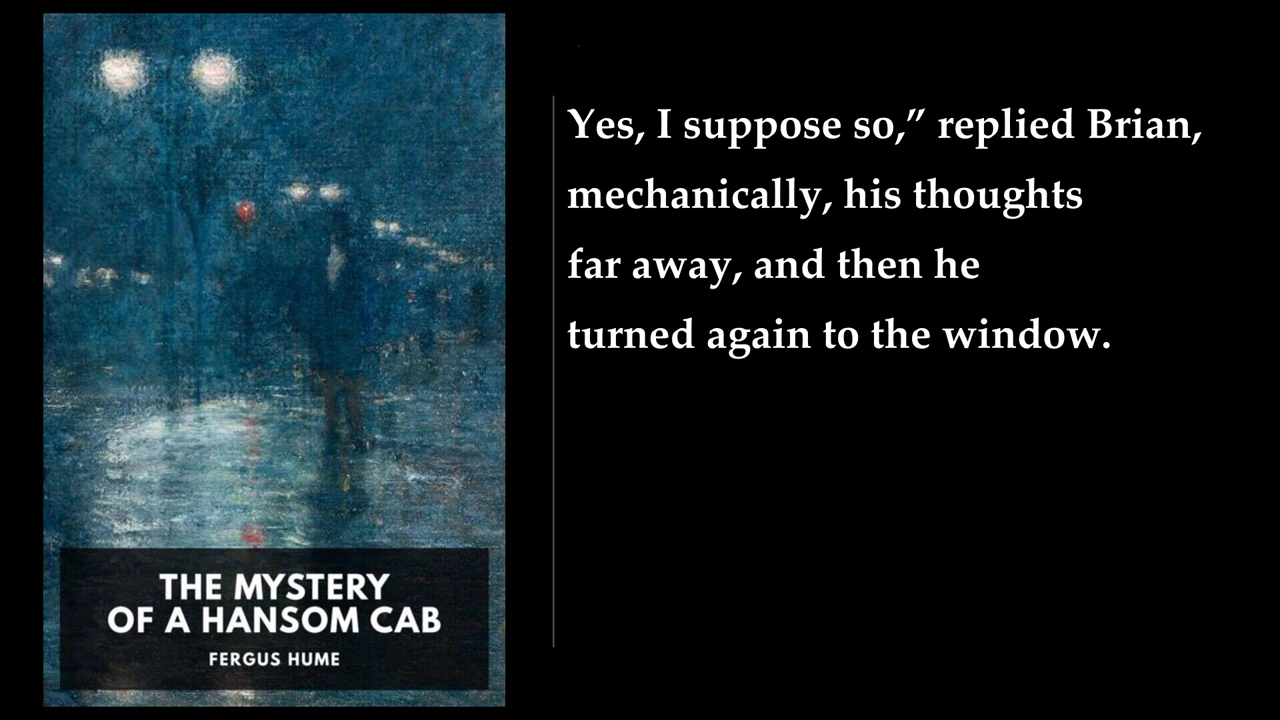 Yes, I suppose so,” replied Brian,
mechanically, his thoughts
far away, and then he
turned again to the window.
THE MYSTERY
OF A HANSOM CAB
FERGUS HUME